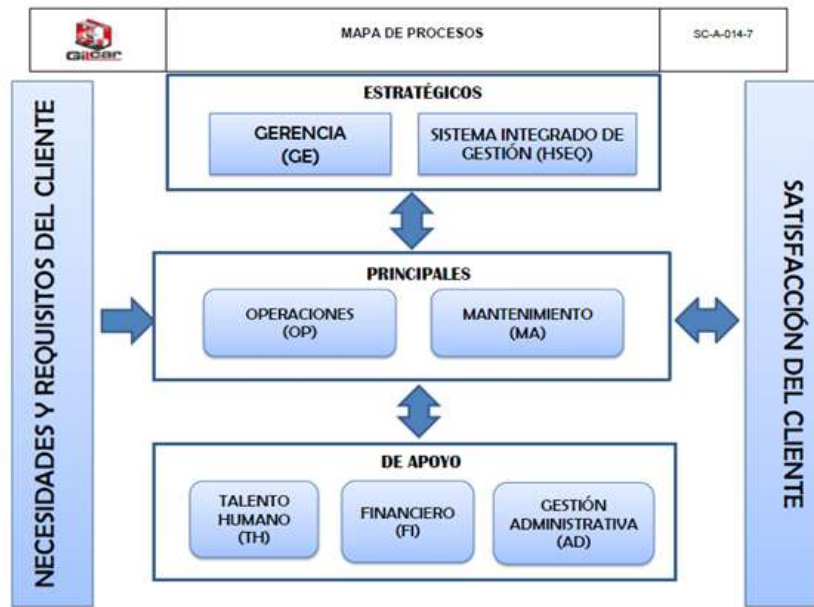 Gilcar
MAPA DE PROCESOS
SC-A-014-7
NECESIDADES Y REQUISITOS DEL CLIENTE
ESTRATÉGICOS
GERENCIA
(GE)
SISTEMA INTEGRADO DE
GESTIÓN (HSEQ)
PRINCIPALES
OPERACIONES
(OP)
MANTENIMIENTO
(MA)
DE APOYO
TALENTO
HUMANO
(TH)
FINANCIERO
(FI)
GESTIÓN
ADMINISTRATIVA
(AD)
SATISFACCIÓN DEL CLIENTE